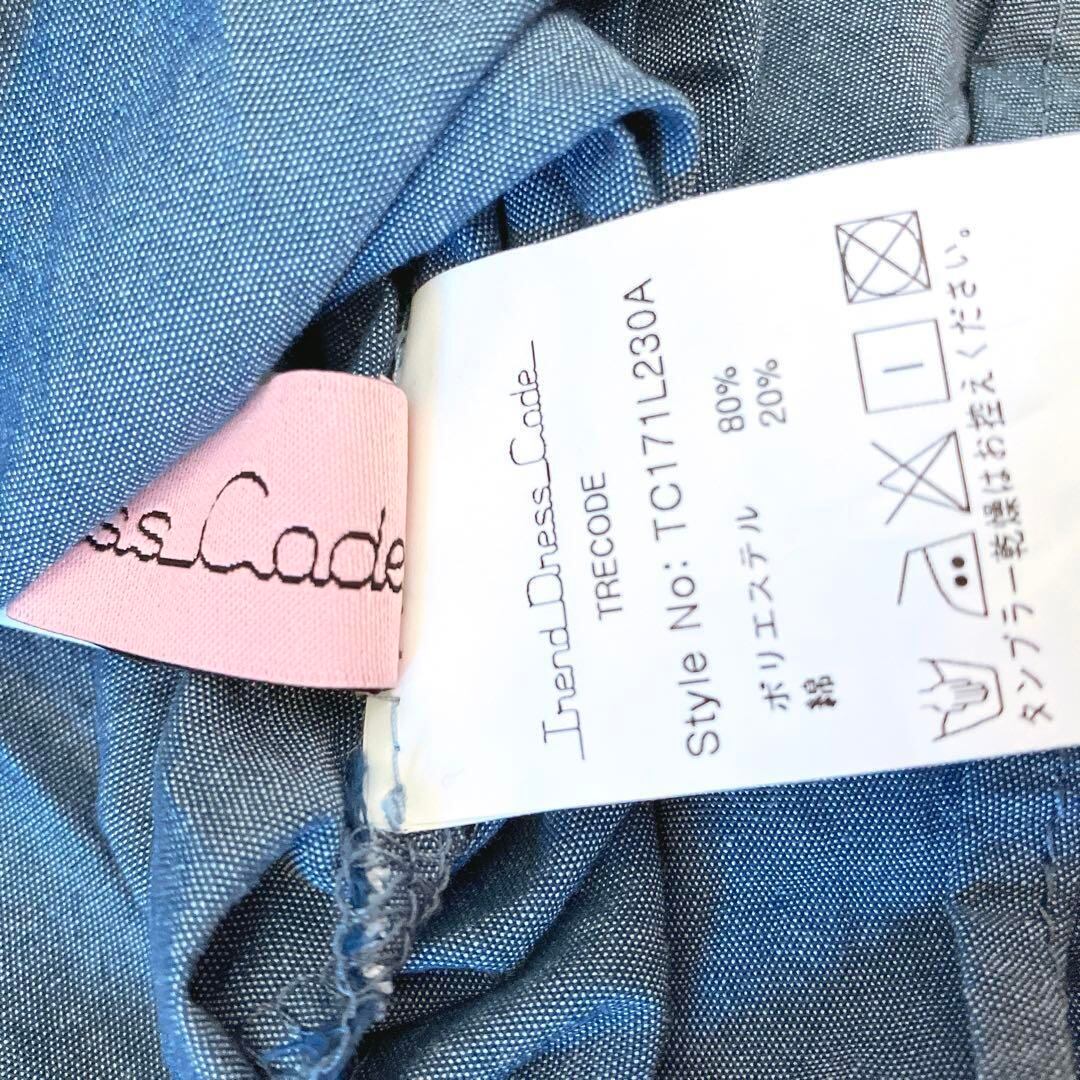 Trend_Dress_Code
TRECODE
Style No: TC171L230A
ポリエステル 80%
綿 20%
タンブラー乾燥はお控えください。
ss_Code